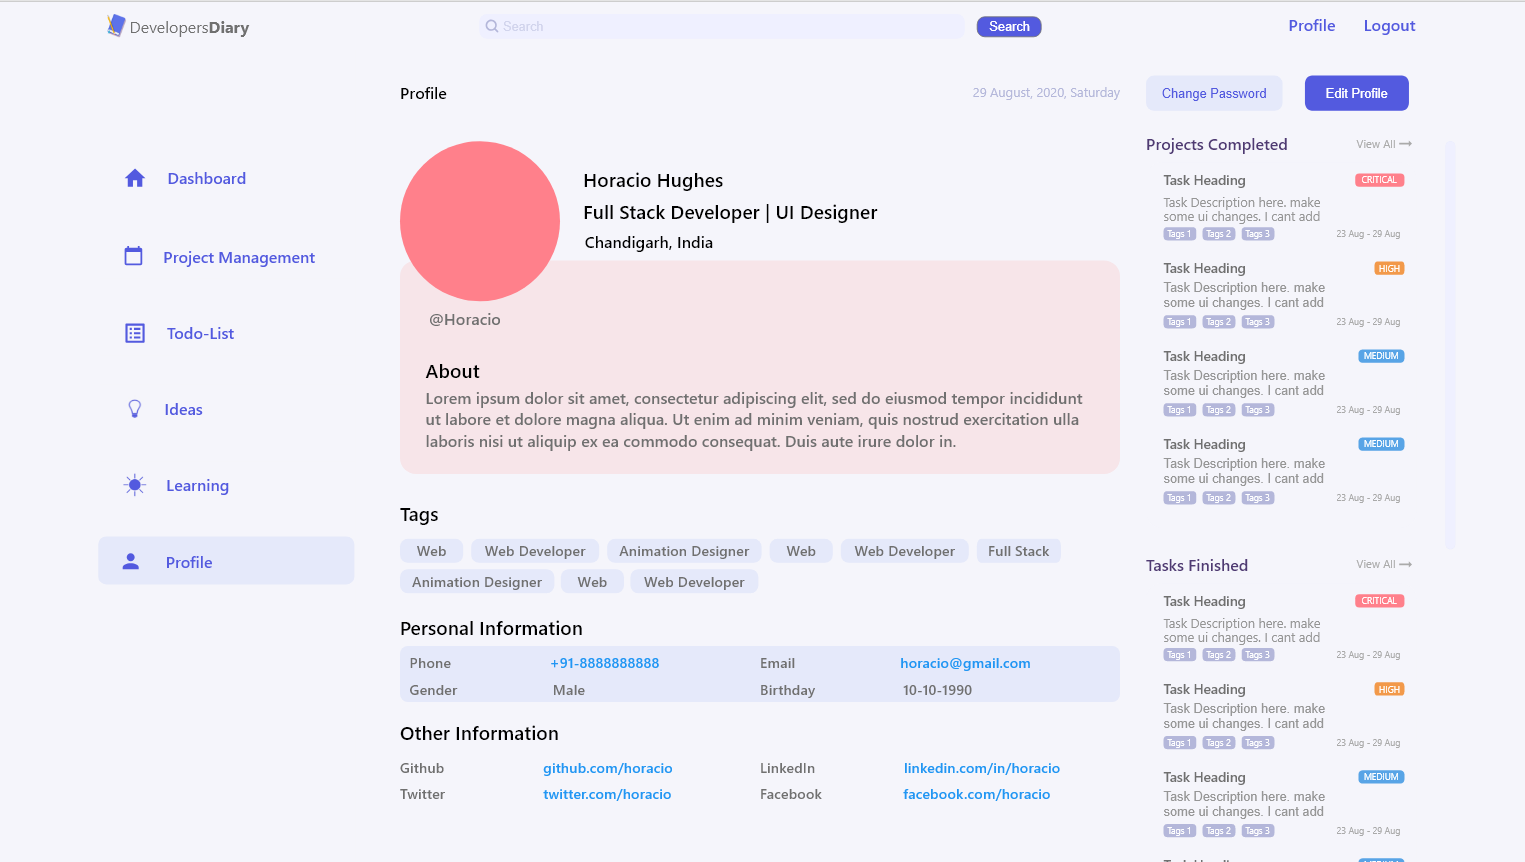 DevelopersDiary
Search
Search
Profile
Logout
Profile
29 August, 2020, Saturday
Change Password
Edit Profile
Dashboard
Project Management
Todo-List
Ideas
Learning
Profile
Horacio Hughes
Full Stack Developer | UI Designer
Chandigarh, India
@Horacio
About
Lorem ipsum dolor sit amet, consectetur adipiscing elit, sed do eiusmod tempor incididunt
ut labore et dolore magna aliqua. Ut enim ad minim veniam, quis nostrud exercitation ulla
laboris nisi ut aliquip ex ea commodo consequat. Duis aute irure dolor in.
Tags
Web Web Developer Animation Designer Web Web Developer Full Stack
Animation Designer Web Web Developer
Personal Information
Phone +91-8888888888 Email horacio@gmail.com
Gender Male Birthday 10-10-1990
Other Information
Github github.com/horacio LinkedIn linkedin.com/in/horacio
Twitter twitter.com/horacio Facebook facebook.com/horacio
Projects Completed View All
Task Heading CRITICAL
Task Description here. make
some ui changes. I cant add
Tags 1 Tags 2 Tags 3 23 Aug - 29 Aug
Task Heading HIGH
Task Description here. make
some ui changes. I cant add
Tags 1 Tags 2 Tags 3 23 Aug - 29 Aug
Task Heading MEDIUM
Task Description here. make
some ui changes. I cant add
Tags 1 Tags 2 Tags 3 23 Aug - 29 Aug
Task Heading MEDIUM
Task Description here. make
some ui changes. I cant add
Tags 1 Tags 2 Tags 3 23 Aug - 29 Aug
Tasks Finished View All
Task Heading CRITICAL
Task Description here. make
some ui changes. I cant add
Tags 1 Tags 2 Tags 3 23 Aug - 29 Aug
Task Heading HIGH
Task Description here. make
some ui changes. I cant add
Tags 1 Tags 2 Tags 3 23 Aug - 29 Aug
Task Heading MEDIUM
Task Description here. make
some ui changes. I cant add
Tags 1 Tags 2 Tags 3 23 Aug - 29 Aug